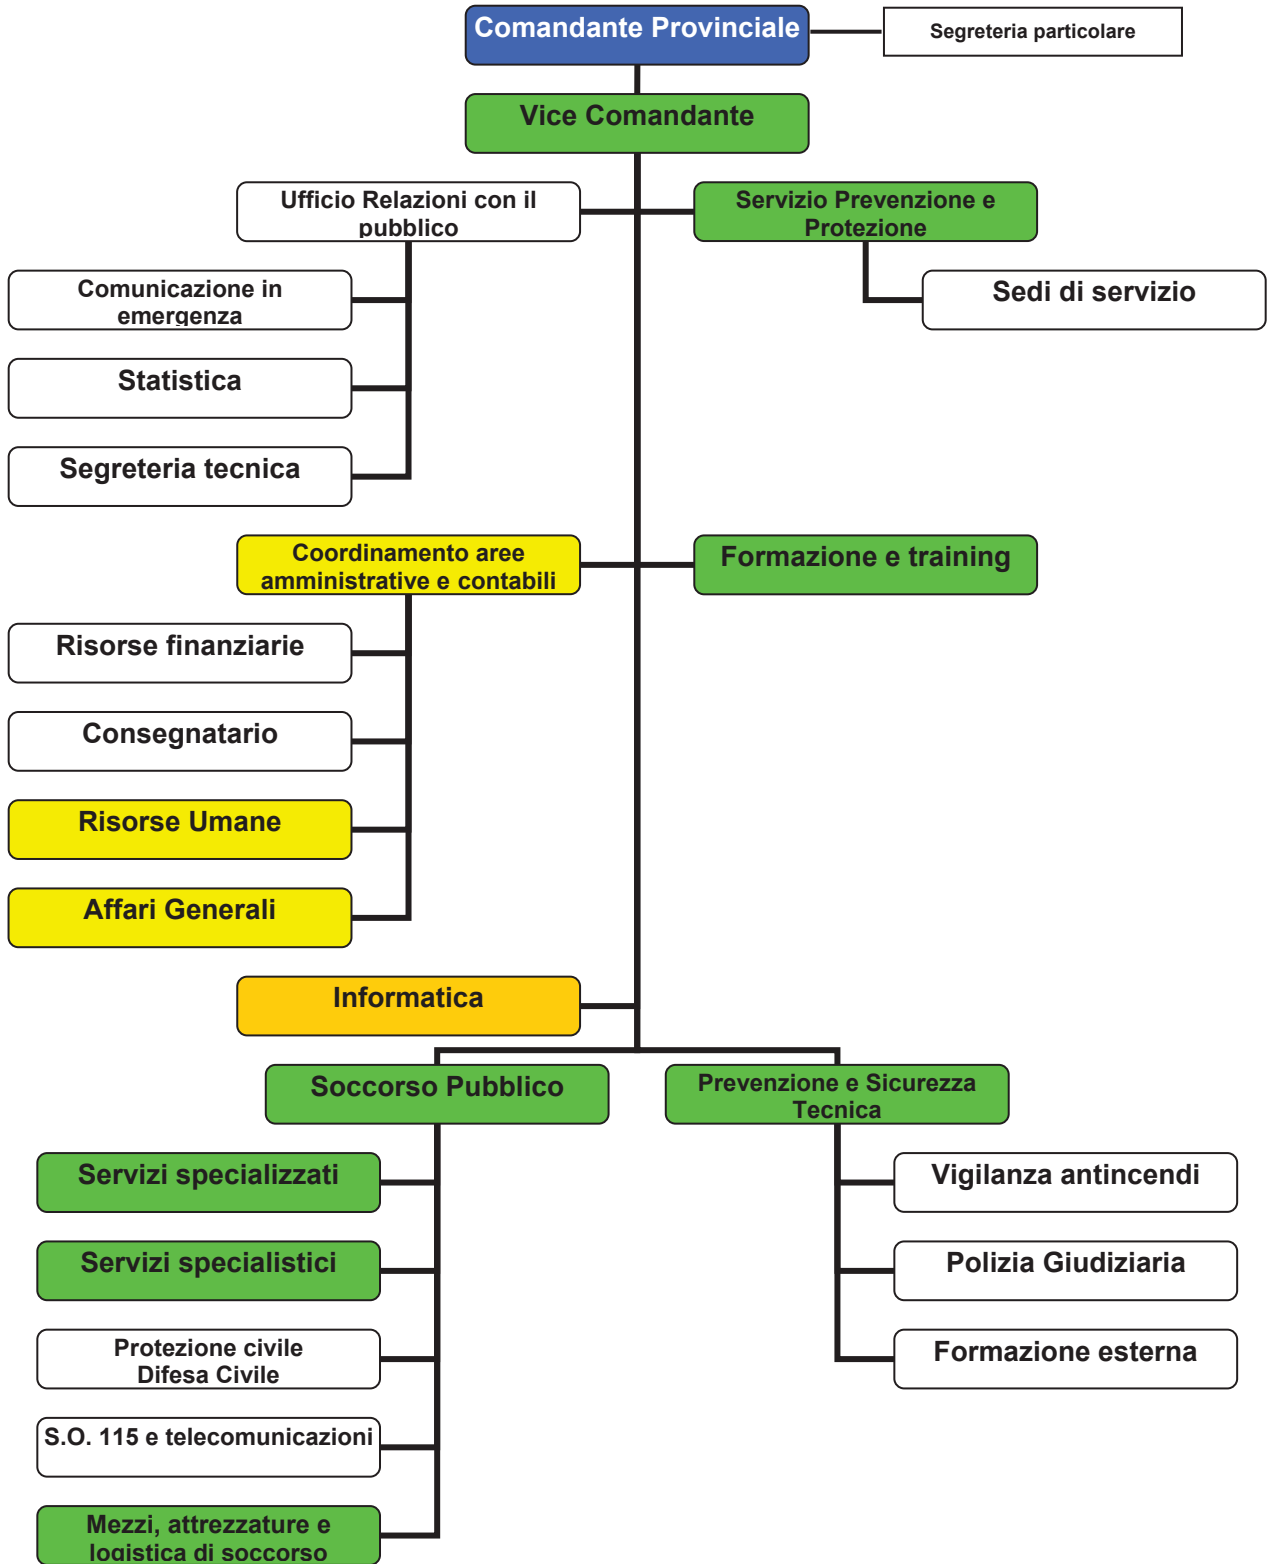 Comandante Provinciale
Segreteria particolare
Vice Comandante
Ufficio Relazioni con il
pubblico
Servizio Prevenzione e
Protezione
Comunicazione in
emergenza
Sedi di servizio
Statistica
Segreteria tecnica
Coordinamento aree
amministrative e contabili
Formazione e training
Risorse finanziarie
Consegnatario
Risorse Umane
Affari Generali
Informatica
Soccorso Pubblico
Prevenzione e Sicurezza
Tecnica
Servizi specializzati
Vigilanza antincendi
Servizi specialistici
Polizia Giudiziaria
Protezione civile
Difesa Civile
Formazione esterna
S.O. 115 e telecomunicazioni
Mezzi, attrezzature e
logistica di soccorso